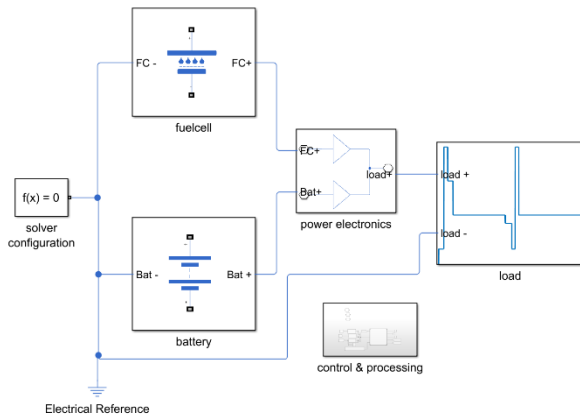 FC -
FC+
fuelcell
FC+
load+
Bat+
power electronics
load +
load -
load
f(x) = 0
solver
configuration
Bat -
Bat +
battery
control & processing
Electrical Reference